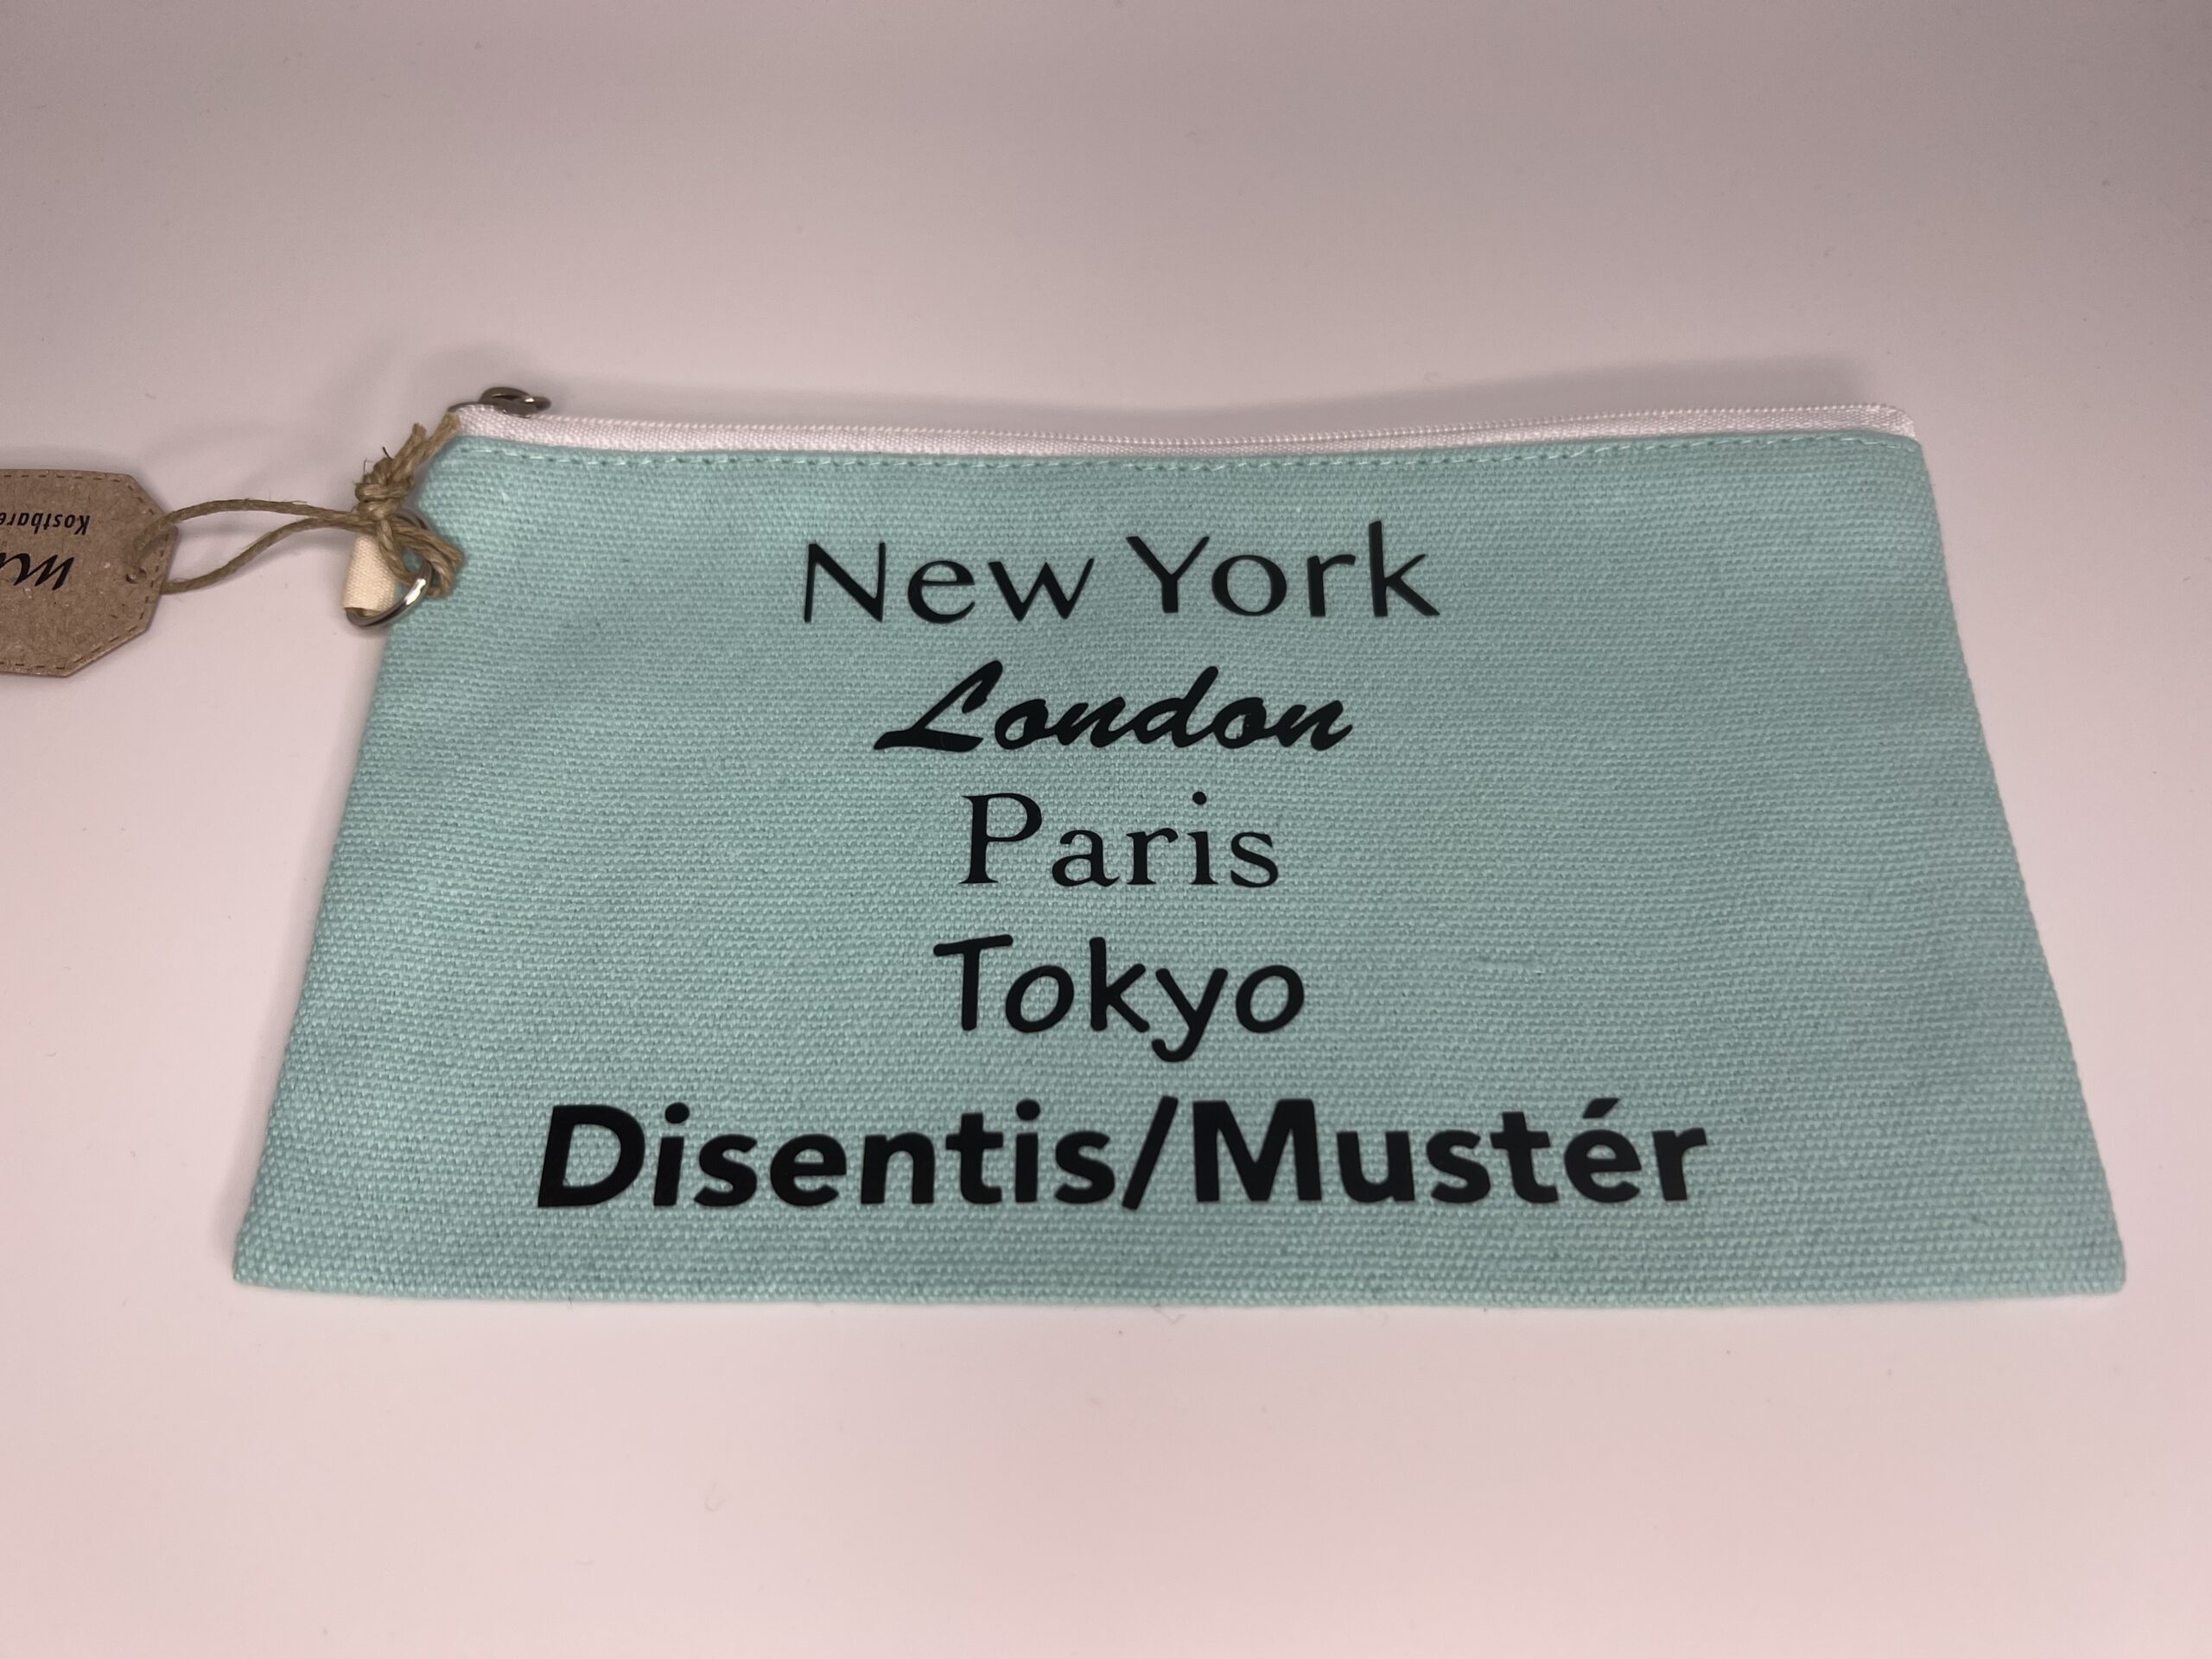 New York
London
Paris
Tokyo
Disentis/Mustér